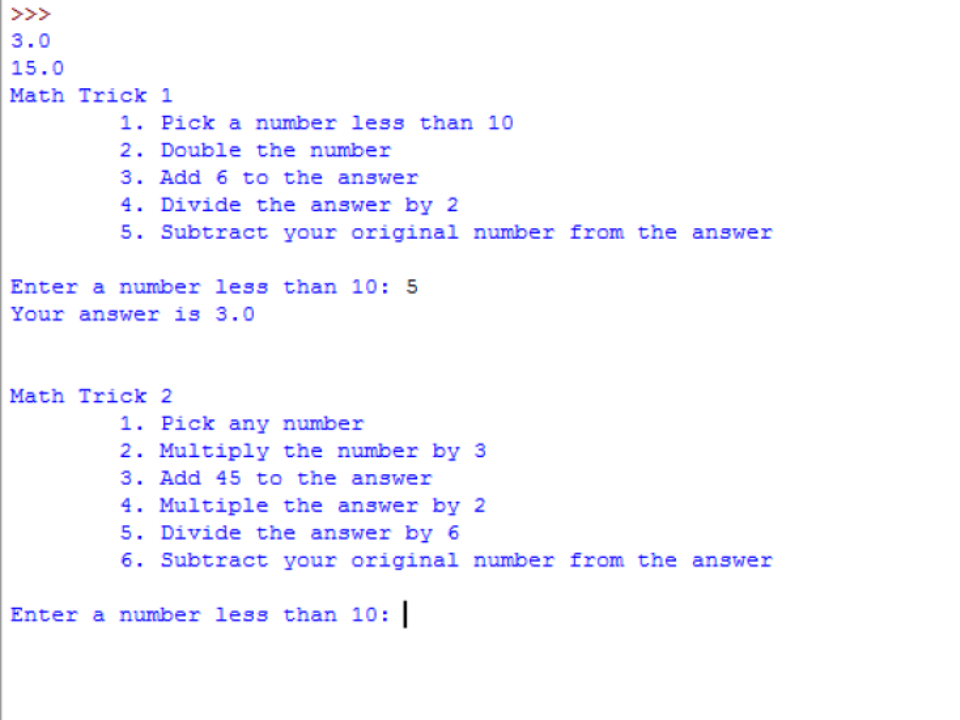 >>>
3.0
15.0
Math Trick 1
1. Pick a number less than 10
2. Double the number
3. Add 6 to the answer
4. Divide the answer by 2
5. Subtract your original number from the answer
Enter a number less than 10: 5
Your answer is 3.0
Math Trick 2
1. Pick any number
2. Multiply the number by 3
3. Add 45 to the answer
4. Multiple the answer by 2
5. Divide the answer by 6
6. Subtract your original number from the answer
Enter a number less than 10: